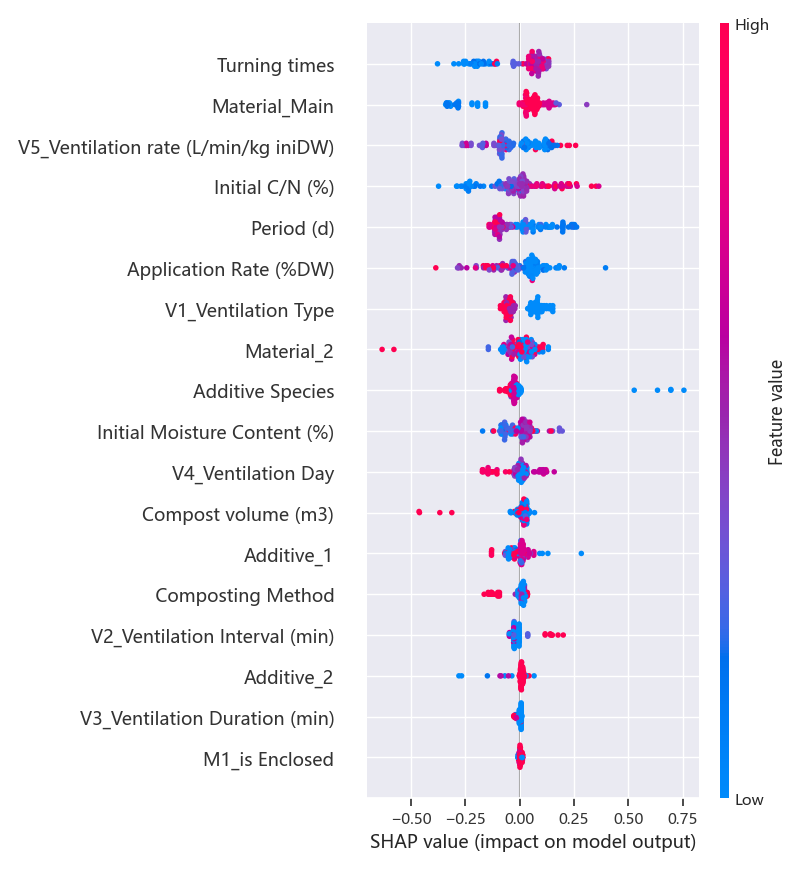 High
Turning times
Material_Main
V5_Ventilation rate (L/min/kg iniDW)
Initial C/N (%)
Period (d)
Application Rate (%DW)
V1_Ventilation Type
Material_2
Additive Species
Initial Moisture Content (%)
V4_Ventilation Day
Compost volume (m3)
Additive_1
Composting Method
V2_Ventilation Interval (min)
Additive_2
V3_Ventilation Duration (min)
M1_is Enclosed
Feature value
Low
−0.50 −0.25 0.00 0.25 0.50 0.75
SHAP value (impact on model output)